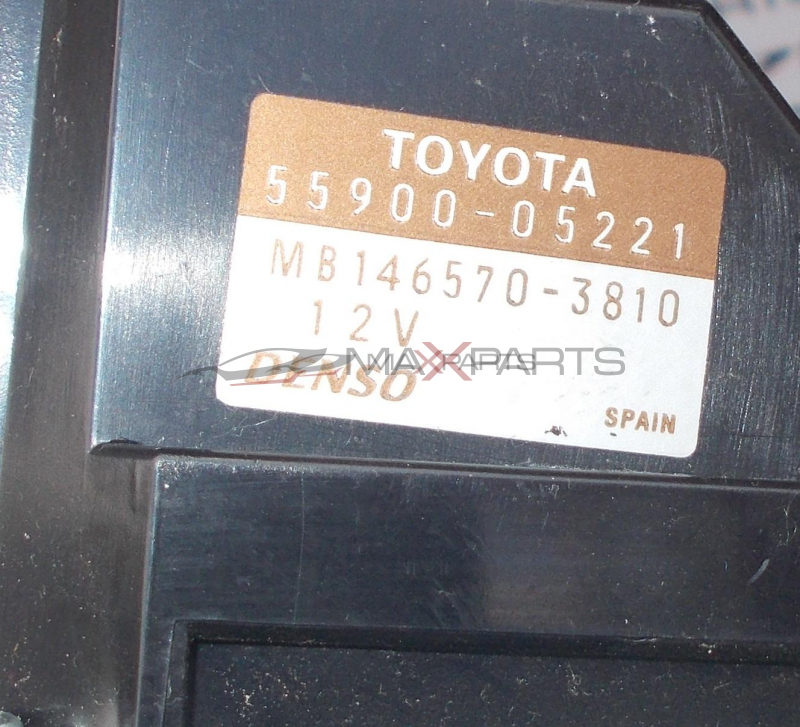 TOYOTA
55900-05221
MB146570-3810
12V
MAXPARTS
DENSO
SPAIN